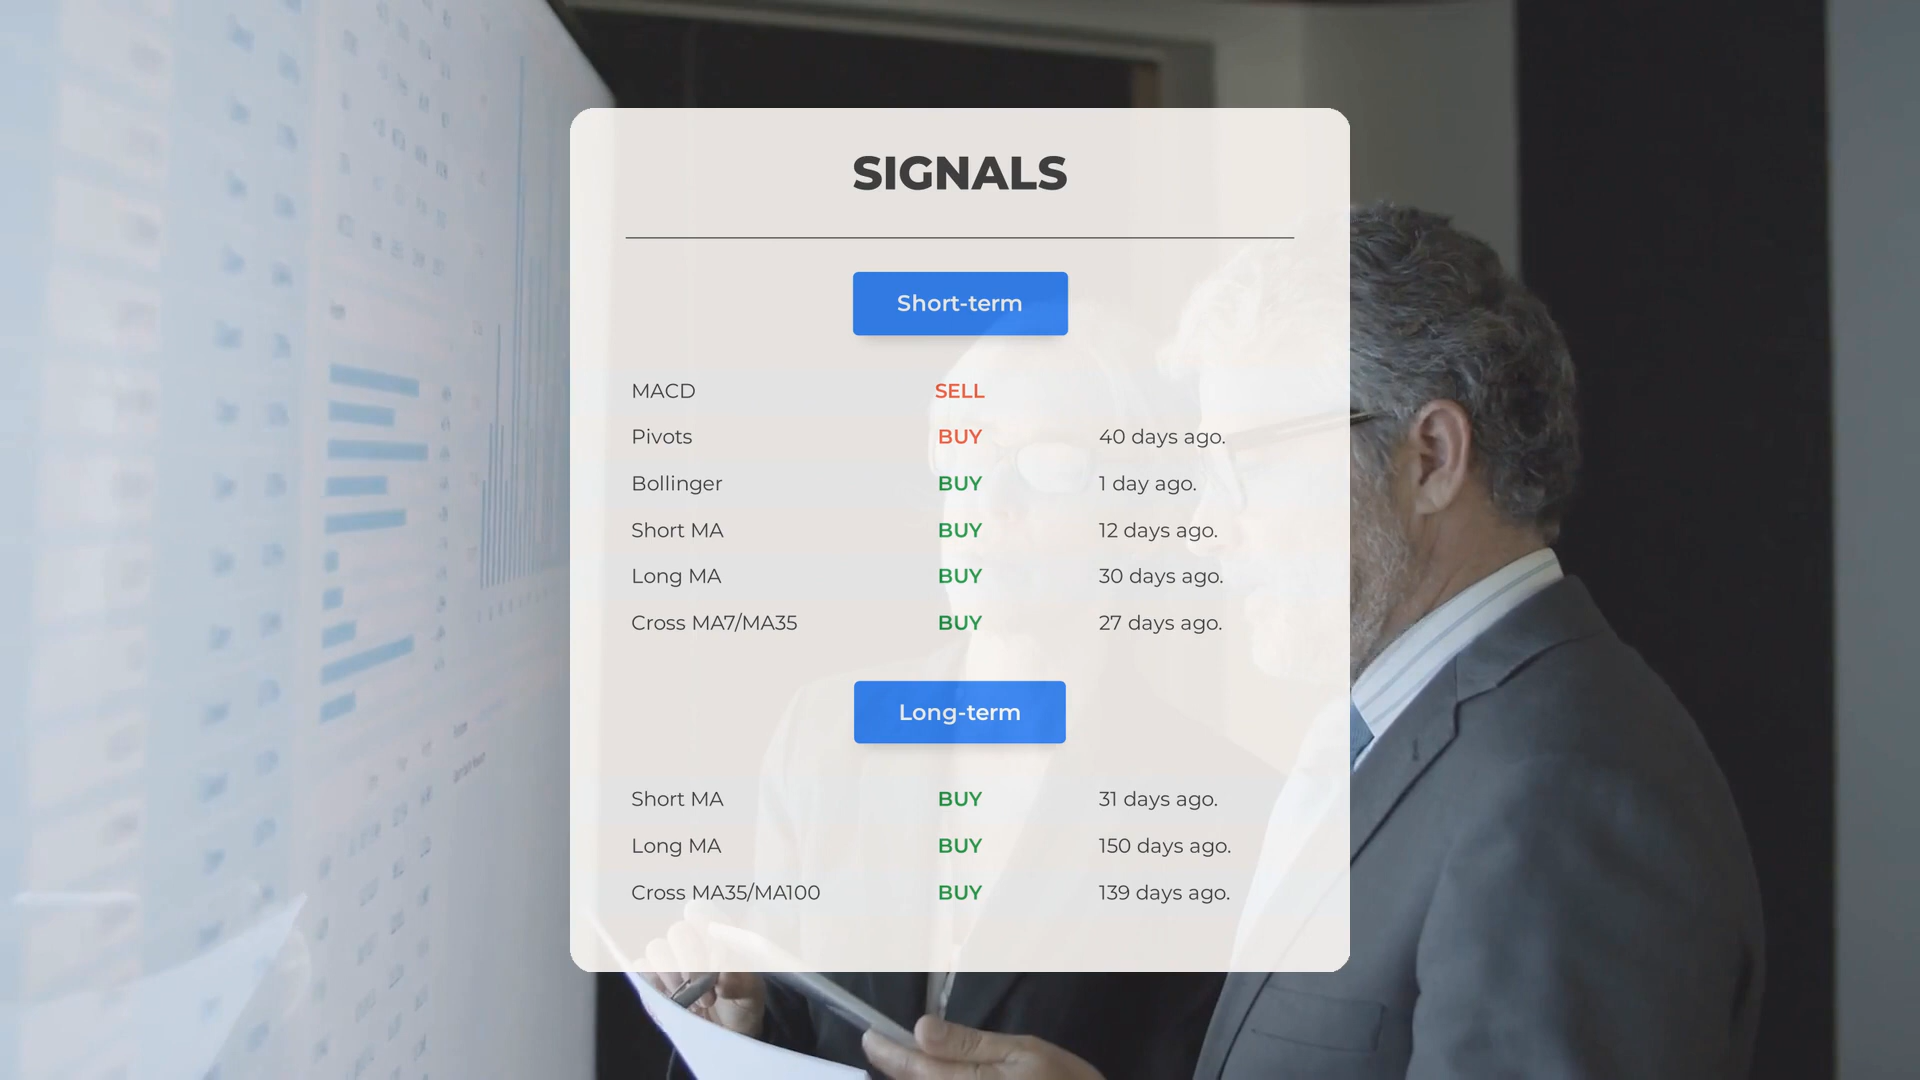 SIGNALS
Short-term
MACD SELL
Pivots BUY 40 days ago.
Bollinger BUY 1 day ago.
Short MA BUY 12 days ago.
Long MA BUY 30 days ago.
Cross MA7/MA35 BUY 27 days ago.
Long-term
Short MA BUY 31 days ago.
Long MA BUY 150 days ago.
Cross MA35/MA100 BUY 139 days ago.